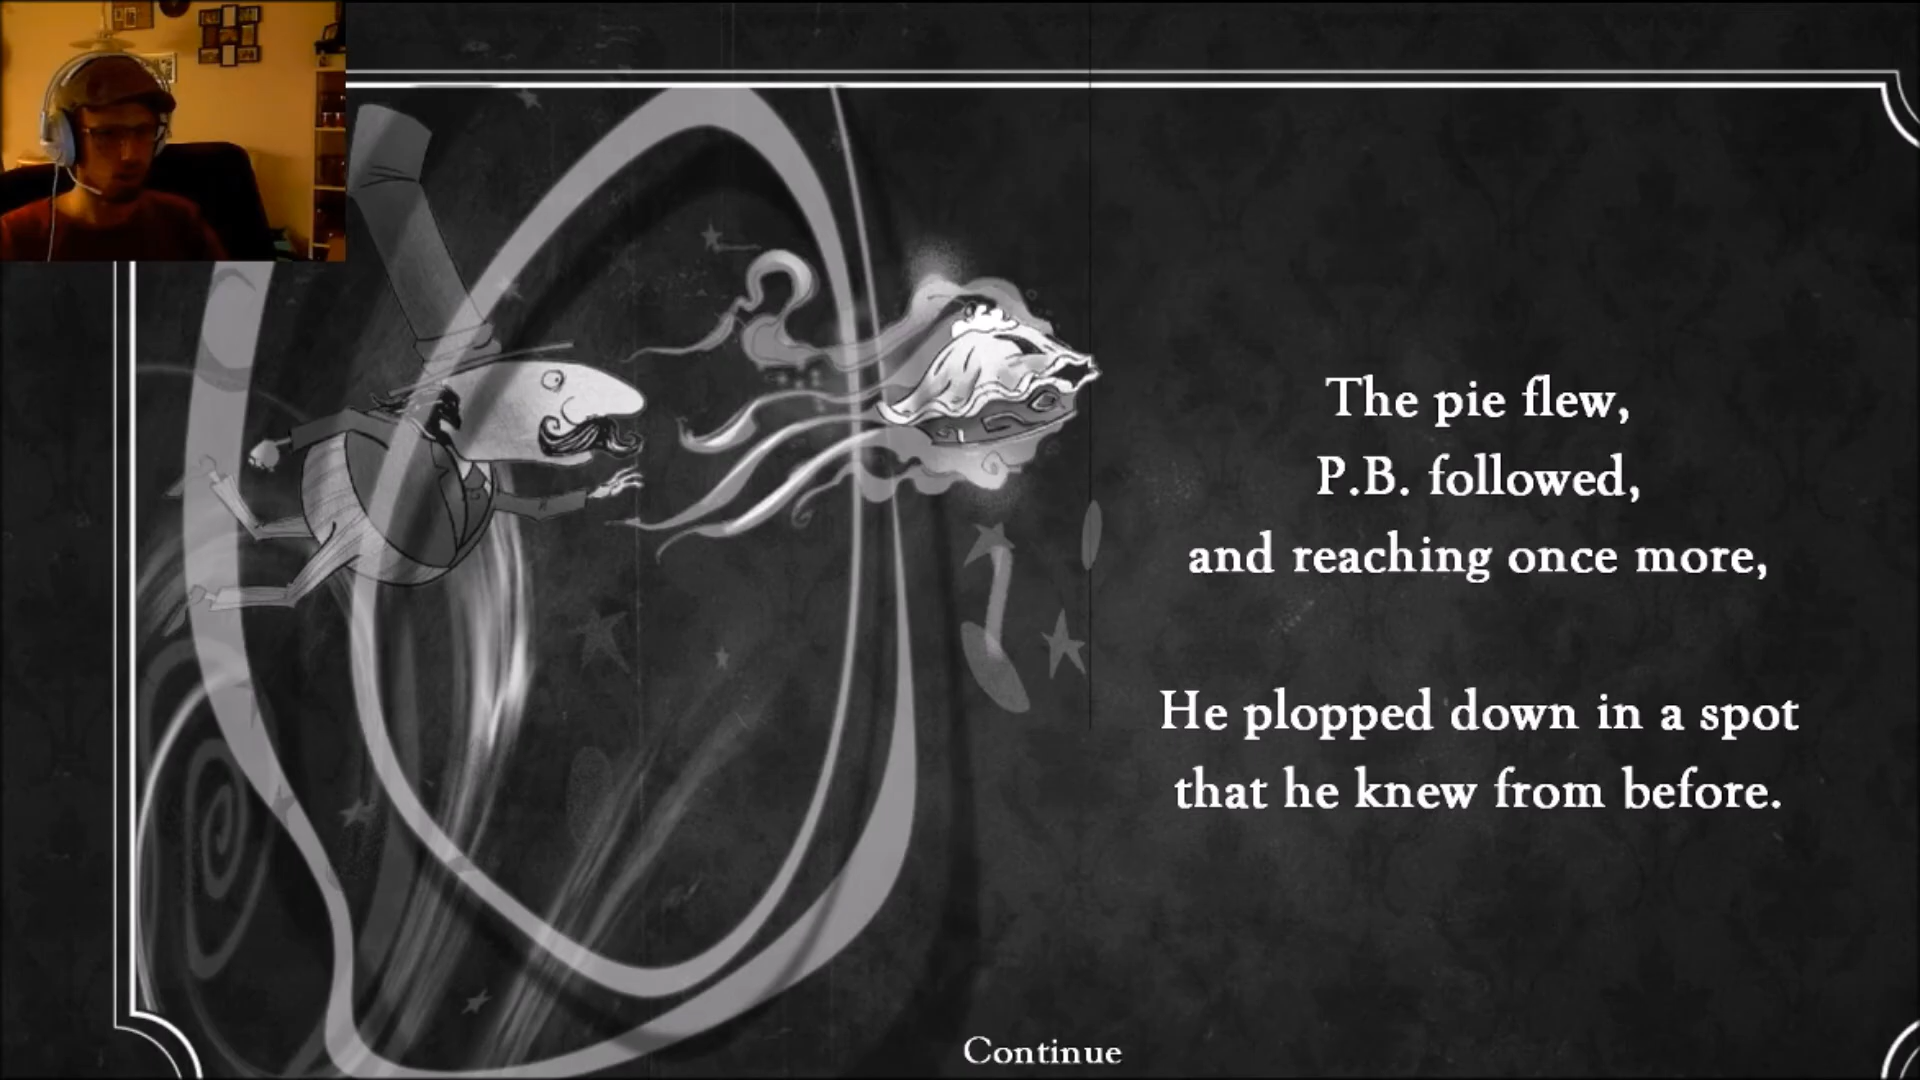 The pie flew,
P.B. followed,
and reaching once more,
He plopped down in a spot
that he knew from before.
Continue